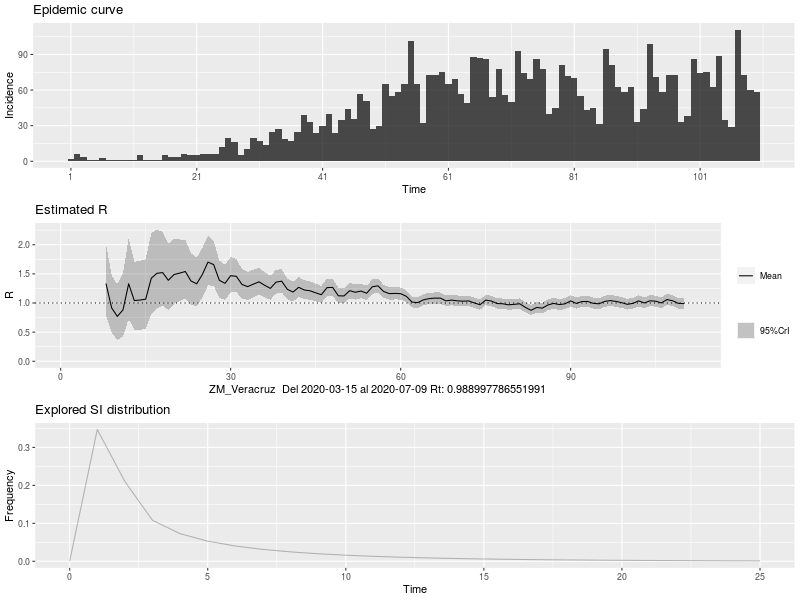 Epidemic curve
Incidence
90
60
30
0
1
21
41
61
81
101
Time
Estimated R
R
2.0
1.5
1.0
0.5
0.0
0
30
60
90
ZM_Veracruz Del 2020-03-15 al 2020-07-09 Rt: 0.988997786551991
Mean
95%CrI
Explored SI distribution
Frequency
0.3
0.2
0.1
0.0
0
5
10
15
20
25
Time